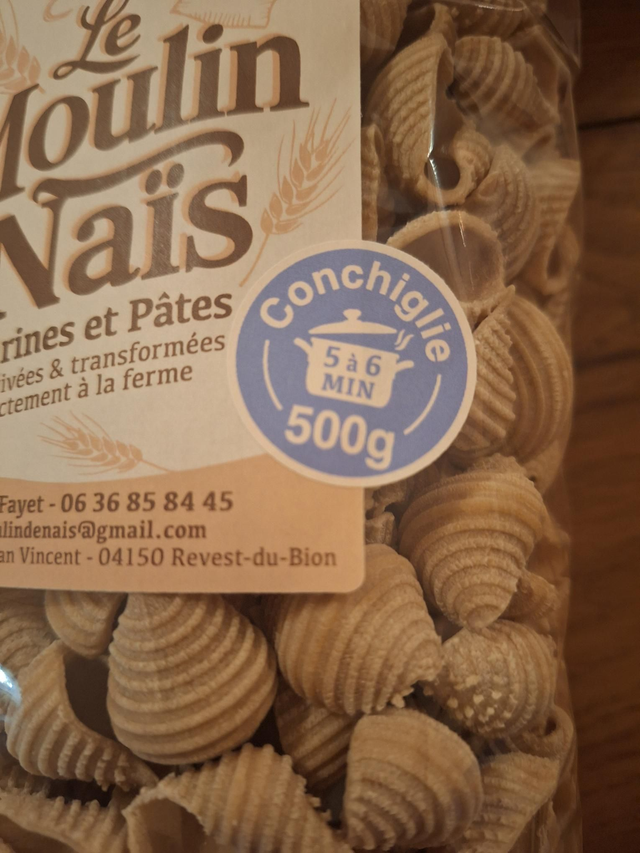 Le
Moulin
Naïs
rines et Pâtes
ivées & transformées
ctement à la ferme
Conchiglie
5 à 6
MIN
500g
Fayet - 06 36 85 84 45
ulindenais@gmail.com
an Vincent - 04150 Revest-du-Bion